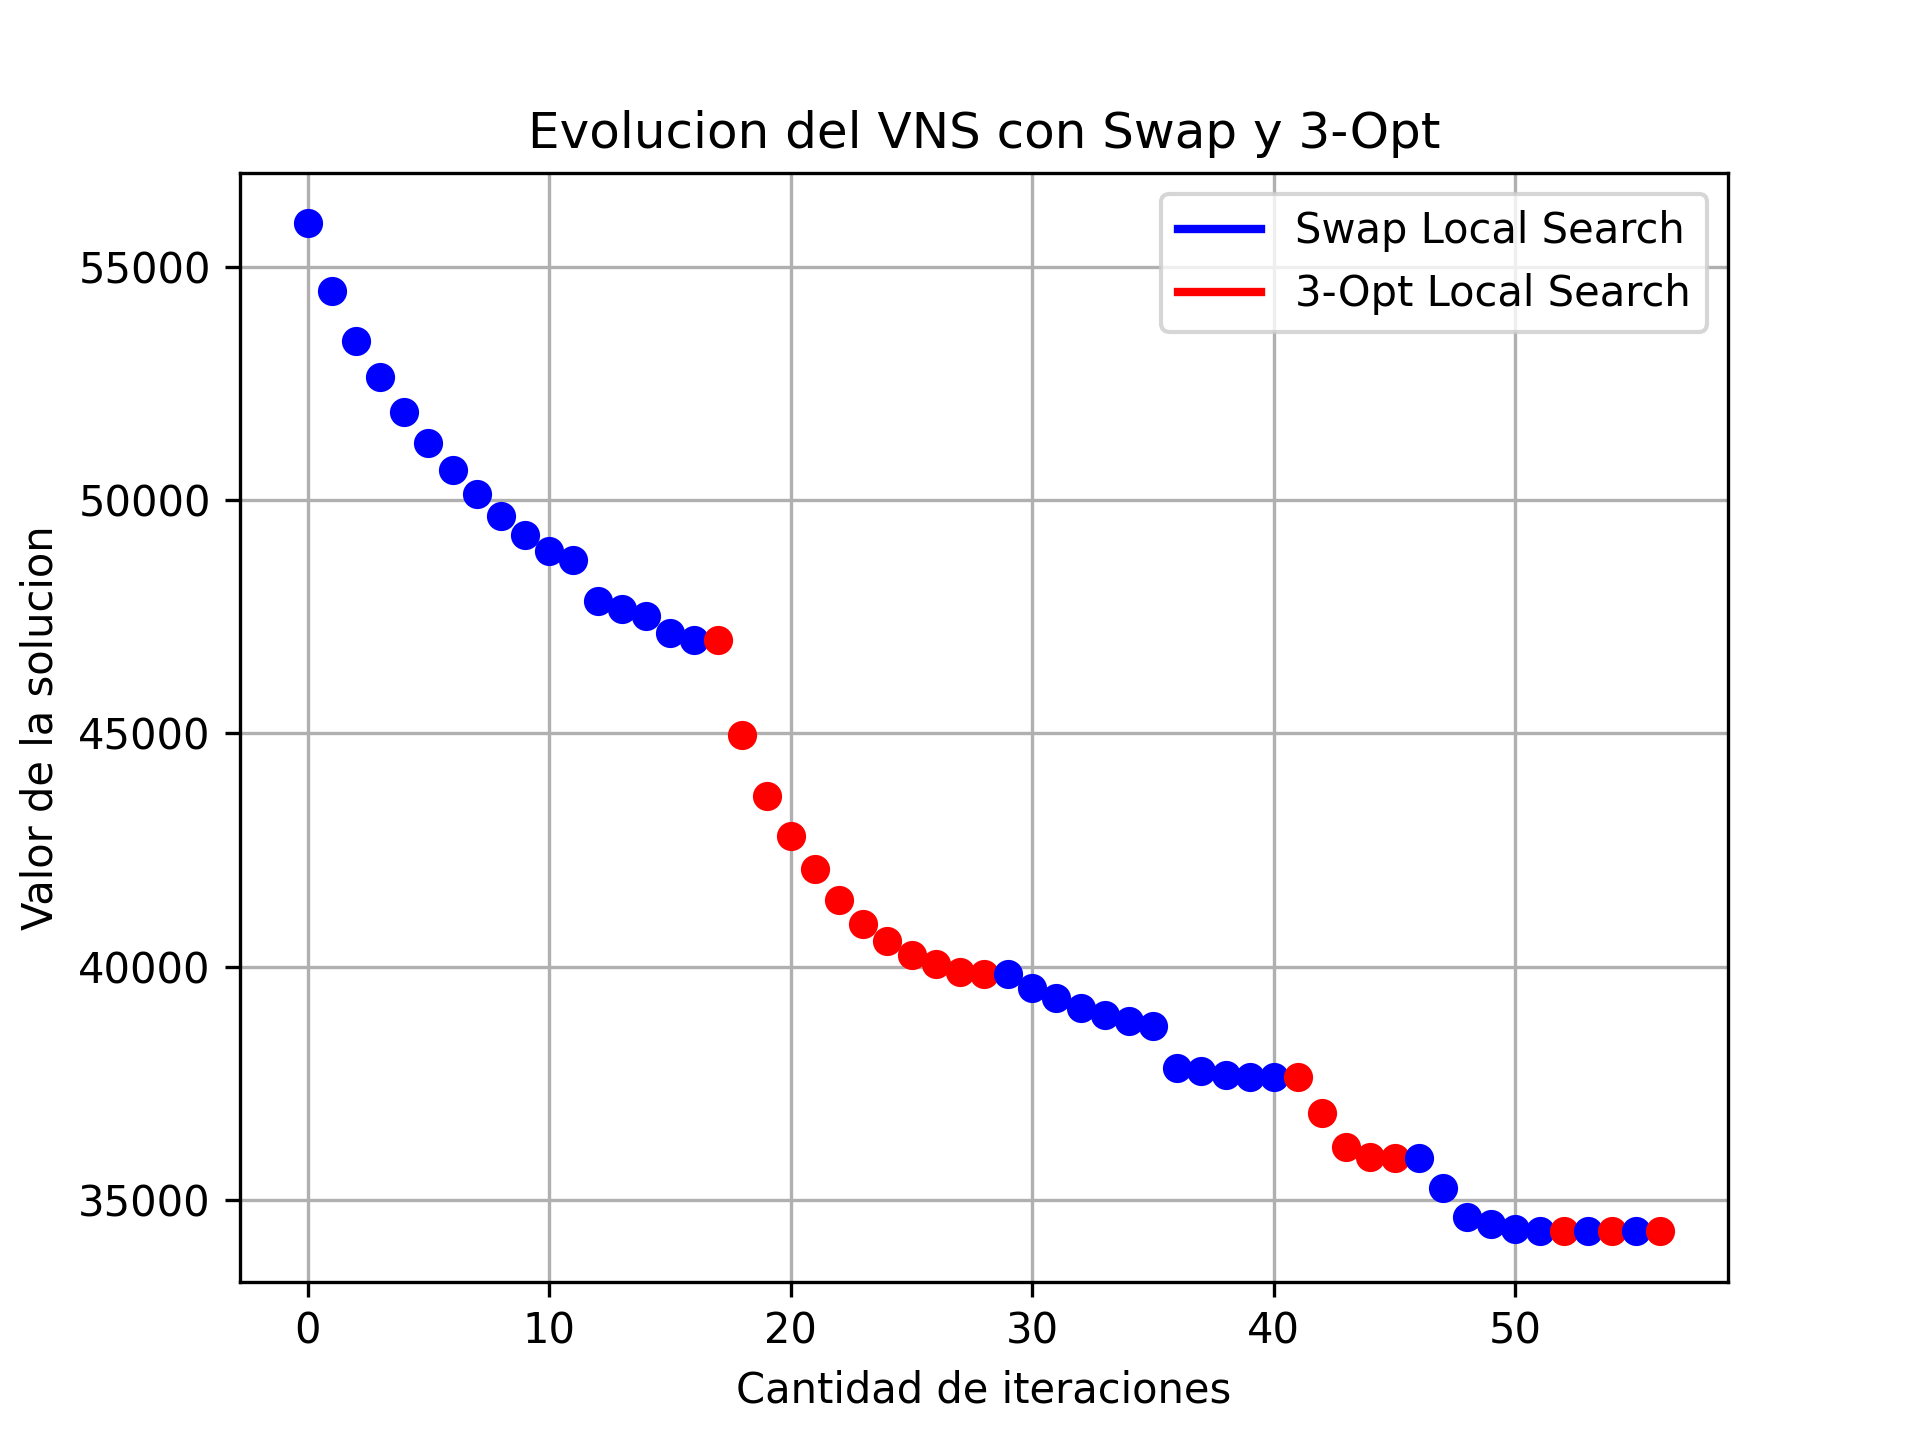 Evolucion del VNS con Swap y 3-Opt
Swap Local Search
3-Opt Local Search
Valor de la solucion
55000
50000
45000
40000
35000
0 10 20 30 40 50
Cantidad de iteraciones